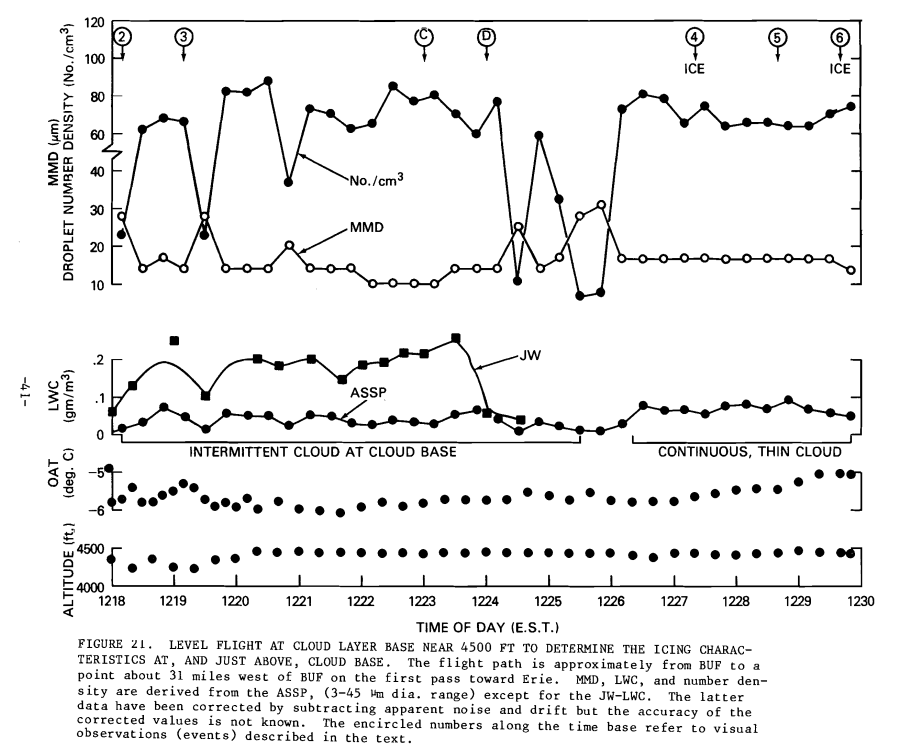 120
100
80
60
40
30
20
10
MMD (µm)
DROPLET NUMBER DENSITY (No./cm³)
2
3
C
D
4
5
6
ICE
ICE
No./cm³
MMD
-41-
LWC
(gm/m³)
.2
.1
0
JW
ASSP
INTERMITTENT CLOUD AT CLOUD BASE
CONTINUOUS, THIN CLOUD
OAT
(deg. C)
-5
-6
ALTITUDE (ft,)
4500
4000
1218 1219 1220 1221 1222 1223 1224 1225 1226 1227 1228 1229 1230
TIME OF DAY (E.S.T.)
FIGURE 21. LEVEL FLIGHT AT CLOUD LAYER BASE NEAR 4500 FT TO DETERMINE THE ICING CHARAC-
TERISTICS AT, AND JUST ABOVE, CLOUD BASE. The flight path is approximately from BUF to a
point about 31 miles west of BUF on the first pass toward Erie. MMD, LWC, and number den-
sity are derived from the ASSP, (3-45 µm dia. range) except for the JW-LWC. The latter
data have been corrected by subtracting apparent noise and drift but the accuracy of the
corrected values is not known. The encircled numbers along the time base refer to visual
observations (events) described in the text.